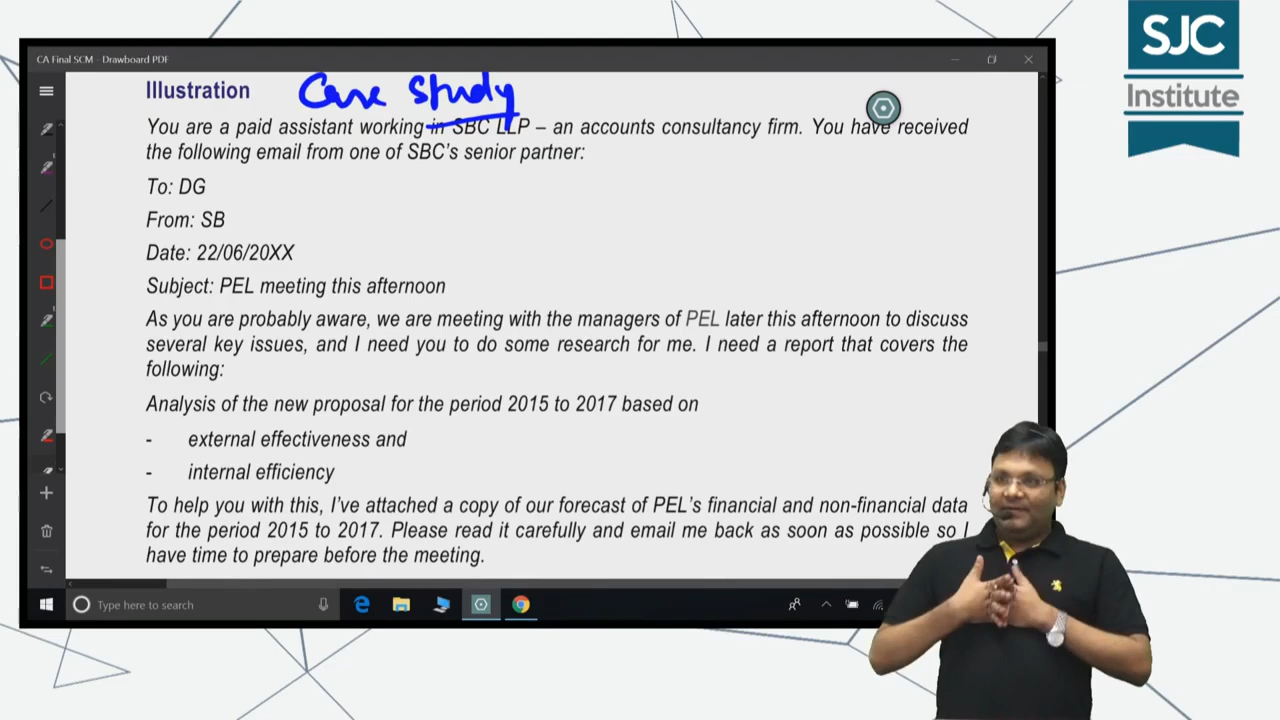 SJC
Institute
CA Final SCM - Drawboard PDF
Illustration Case Study
You are a paid assistant working in SBC LLP – an accounts consultancy firm. You have received
the following email from one of SBC's senior partner:
To: DG
From: SB
Date: 22/06/20XX
Subject: PEL meeting this afternoon
As you are probably aware, we are meeting with the managers of PEL later this afternoon to discuss
several key issues, and I need you to do some research for me. I need a report that covers the
following:
Analysis of the new proposal for the period 2015 to 2017 based on
- external effectiveness and
- internal efficiency
To help you with this, I've attached a copy of our forecast of PEL's financial and non-financial data
for the period 2015 to 2017. Please read it carefully and email me back as soon as possible so I
have time to prepare before the meeting.
Type here to search